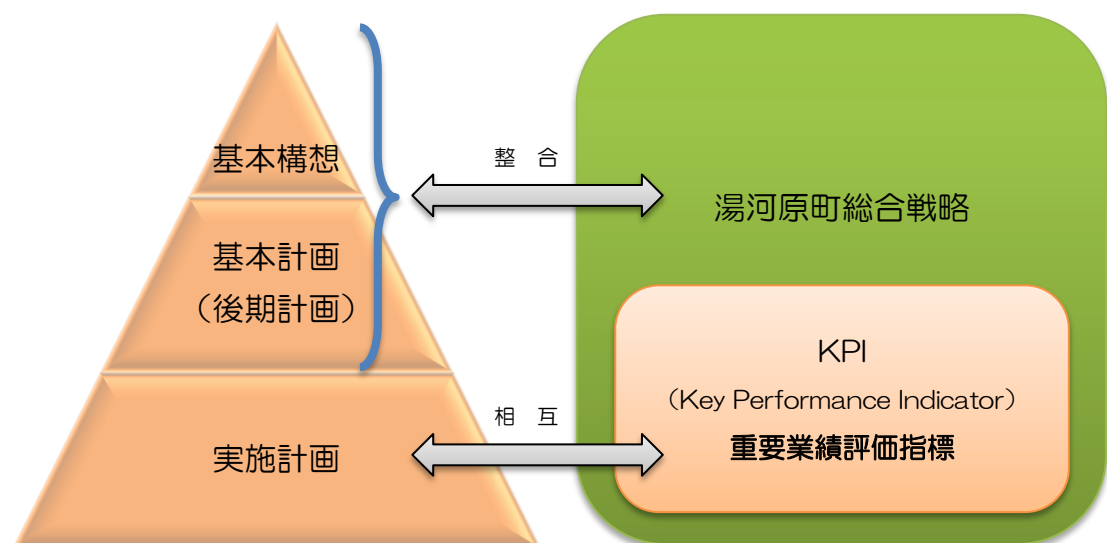 基本構想
基本計画
（後期計画）
実施計画
整　合
相　互
湯河原町総合戦略
KPI
（Key Performance Indicator）
重要業績評価指標